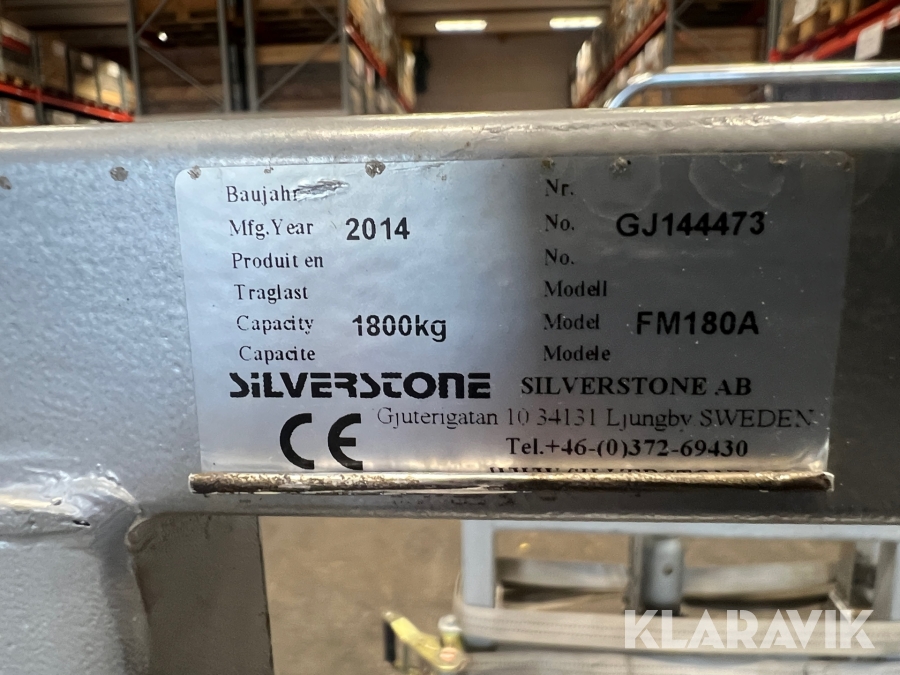 Baujahr
Mfg.Year 2014
Produit en
Traglast
Capacity 1800kg
Capacite
Nr.
No. GJ144473
No.
Modell
Model FM180A
Modele
SiLVERSTONE SILVERSTONE AB
Gjuterigatan 10 34131 Ljungby SWEDEN
CE Tel.+46-(0)372-69430
KLARAVIK